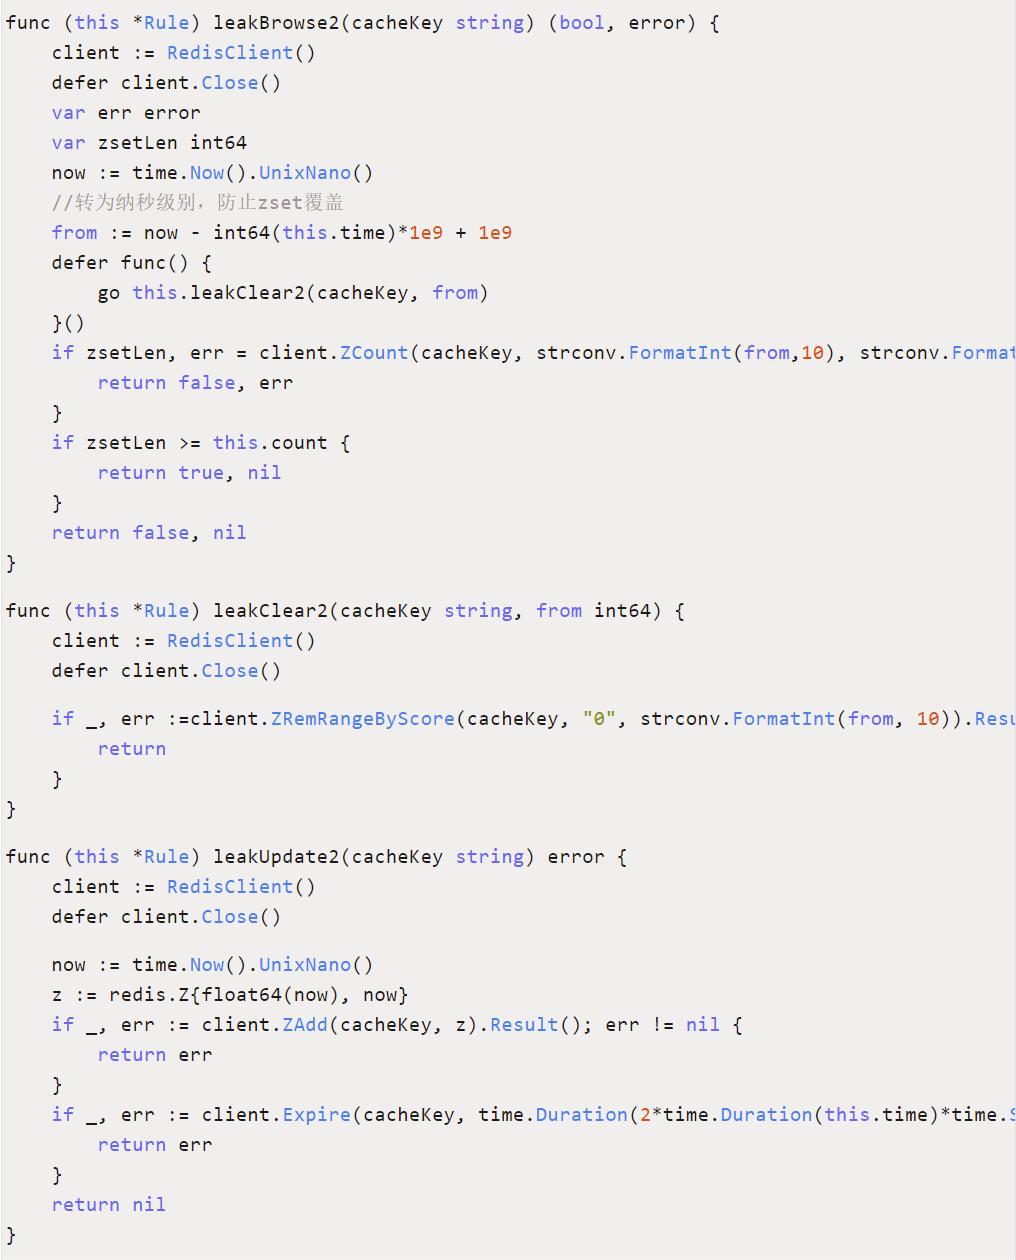 func (this *Rule) leakBrowse2(cacheKey string) (bool, error) {
    client := RedisClient()
    defer client.Close()
    var err error
    var zsetLen int64
    now := time.Now().UnixNano()
    //转为纳秒级别，防止zset覆盖
    from := now - int64(this.time)*1e9 + 1e9
    defer func() {
        go this.leakClear2(cacheKey, from)
    }()
    if zsetLen, err = client.ZCount(cacheKey, strconv.FormatInt(from,10), strconv.Format
        return false, err
    }
    if zsetLen >= this.count {
        return true, nil
    }
    return false, nil
}
func (this *Rule) leakClear2(cacheKey string, from int64) {
    client := RedisClient()
    defer client.Close()
    if _, err :=client.ZRemRangeByScore(cacheKey, "0", strconv.FormatInt(from, 10)).Resu
        return
    }
}
func (this *Rule) leakUpdate2(cacheKey string) error {
    client := RedisClient()
    defer client.Close()
    now := time.Now().UnixNano()
    z := redis.Z{float64(now), now}
    if _, err := client.ZAdd(cacheKey, z).Result(); err != nil {
        return err
    }
    if _, err := client.Expire(cacheKey, time.Duration(2*time.Duration(this.time)*time.S
        return err
    }
    return nil
}